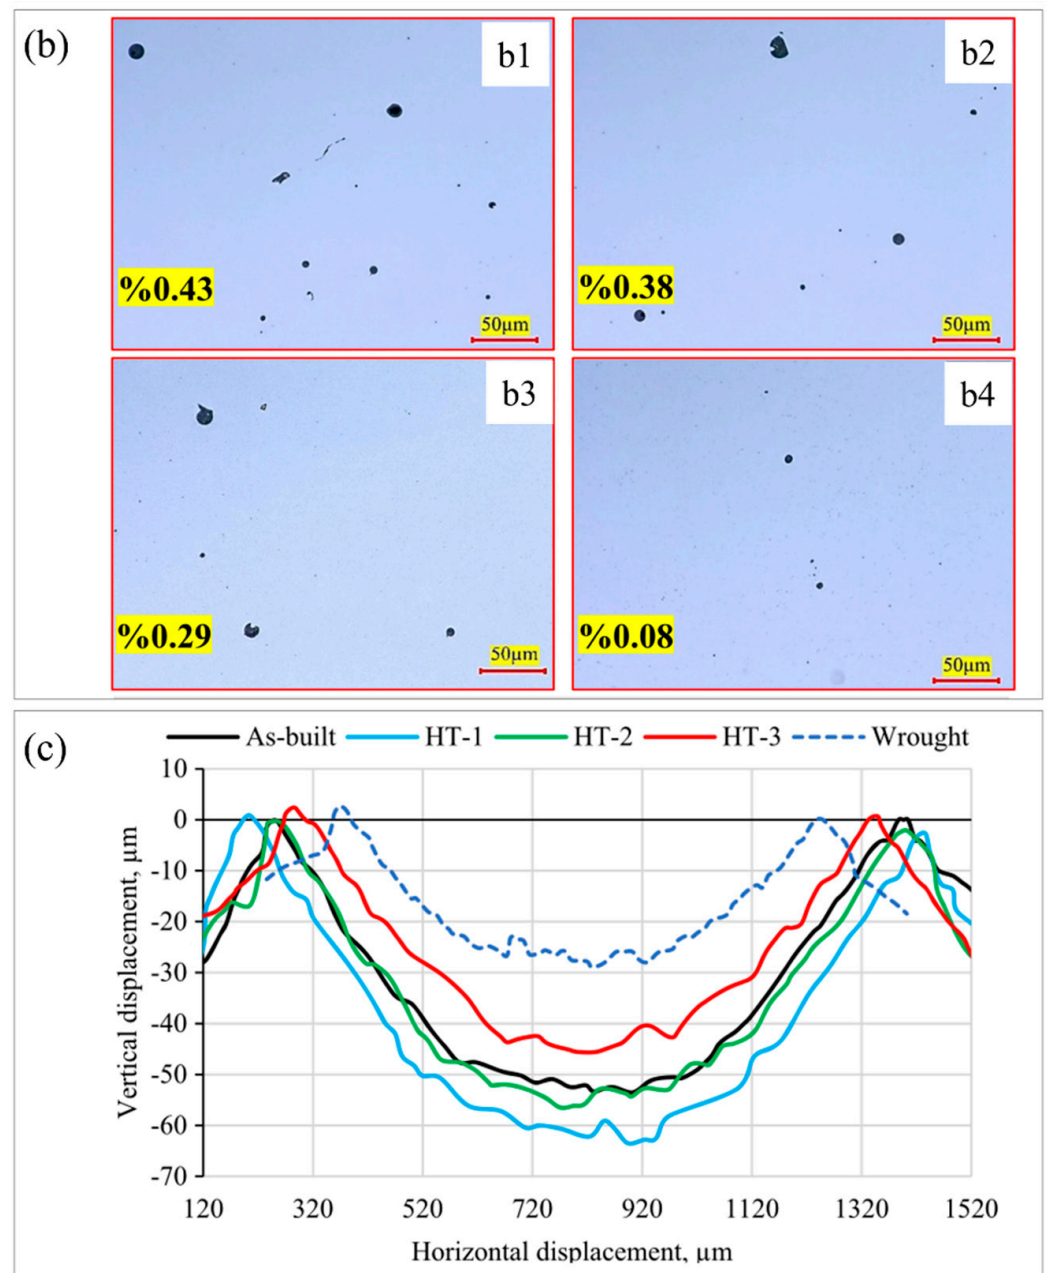 (b)
b1
b2
%0.43
50µm
%0.38
50µm
b3
b4
%0.29
50µm
%0.08
50µm
(c)
As-built HT-1 HT-2 HT-3 Wrought
10
0
-10
-20
-30
-40
-50
-60
-70
Vertical displacement, µm
120 320 520 720 920 1120 1320 1520
Horizontal displacement, µm